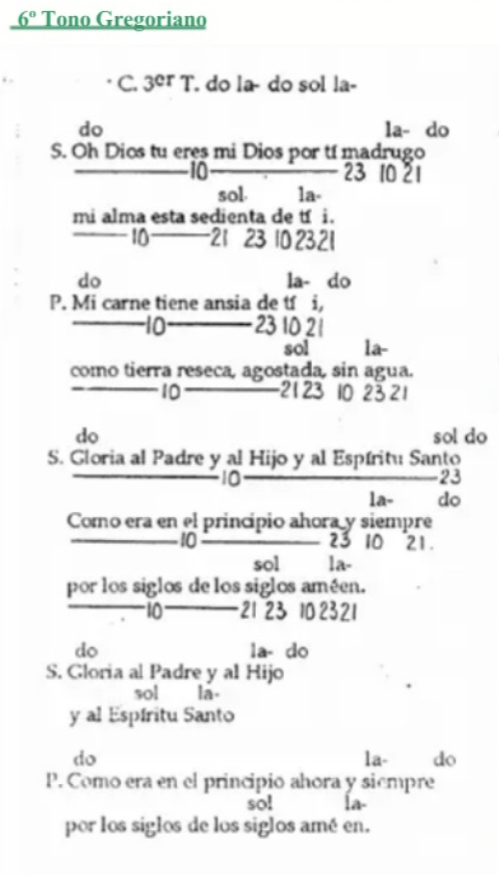 6º Tono Gregoriano
· C. 3er T. do la- do sol la-
do la- do
S. Oh Dios tu eres mi Dios por tí madrugo
————10———— 23 10 21
sol. la-
mi alma esta sedienta de tí i.
———10———21 23 10 23 21
do la- do
P. Mi carne tiene ansia de tí i,
————10————23 10 21
sol la-
como tierra reseca, agostada, sin agua.
————10————21 23 10 23 21
do sol do
S. Gloria al Padre y al Hijo y al Espíritu Santo
————10————23
la- do
Como era en el principio ahora y siempre
————10———— 23 10 21.
sol la-
por los siglos de los siglos améen.
————10————21 23 10 23 21
do la- do
S. Gloria al Padre y al Hijo
sol la-
y al Espíritu Santo
do la- do
P. Como era en el principio ahora y siempre
sol la-
por los siglos de los siglos amé en.